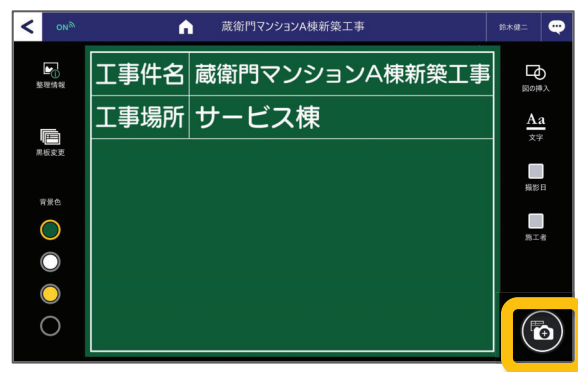 ON
蔵衛門マンションA棟新築工事
鈴木健二
整理情報
黒板変更
背景色
工事件名 蔵衛門マンションA棟新築工事
工事場所 サービス棟
図の挿入
Aa
文字
撮影日
施工者